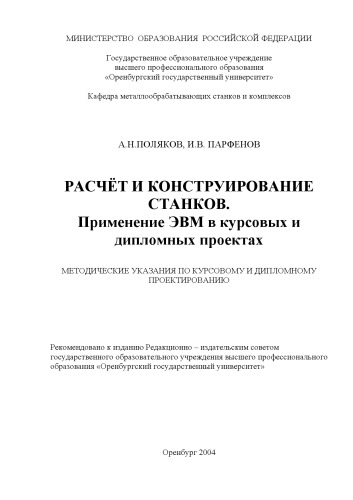 МИНИСТЕРСТВО ОБРАЗОВАНИЯ РОССИЙСКОЙ ФЕДЕРАЦИИ
Государственное образовательное учреждение
высшего профессионального образования
«Оренбургский государственный университет»
Кафедра металлообрабатывающих станков и комплексов
А.Н.ПОЛЯКОВ, И.В. ПАРФЕНОВ
РАСЧЁТ И КОНСТРУИРОВАНИЕ
СТАНКОВ.
Применение ЭВМ в курсовых и
дипломных проектах
МЕТОДИЧЕСКИЕ УКАЗАНИЯ ПО КУРСОВОМУ И ДИПЛОМНОМУ
ПРОЕКТИРОВАНИЮ
Рекомендовано к изданию Редакционно – издательским советом
государственного образовательного учреждения высшего профессионального
образования «Оренбургский государственный университет»
Оренбург 2004